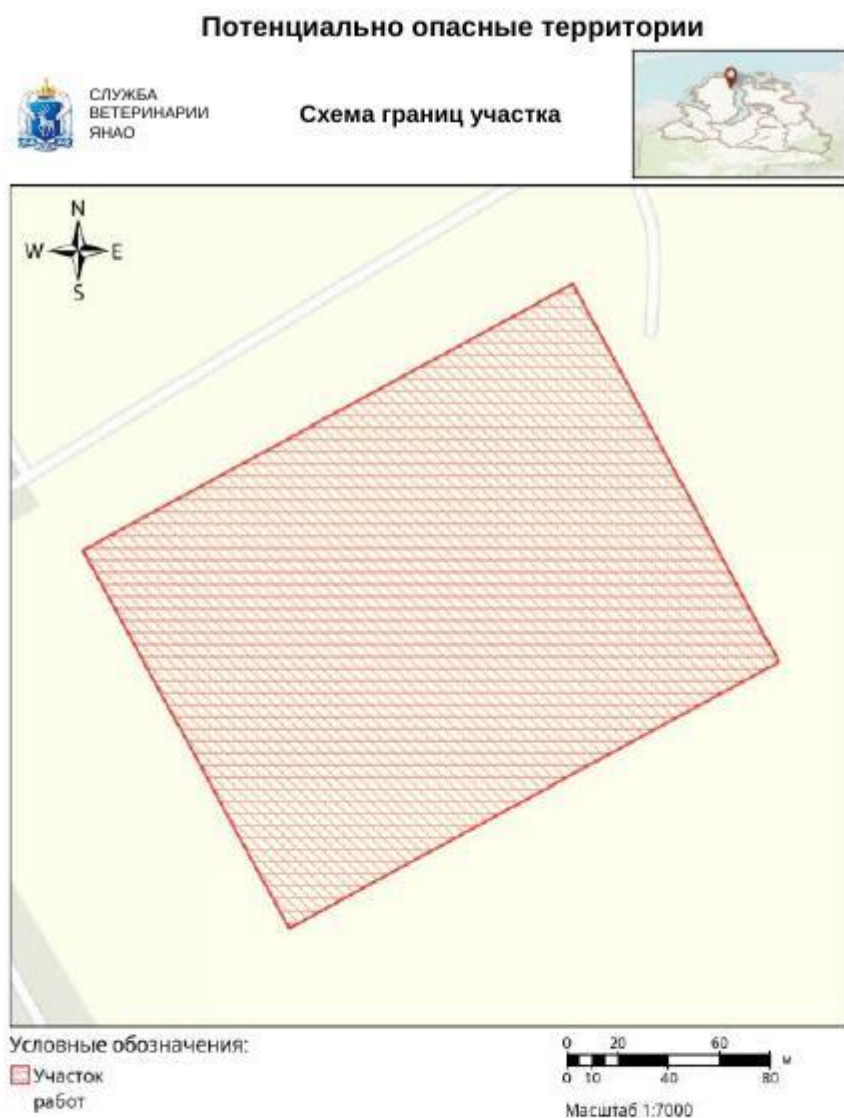 Потенциально опасные территории
СЛУЖБА
ВЕТЕРИНАРИИ
ЯНАО
Схема границ участка
N
W E
S
Условные обозначения:
Участок
работ
0 20 60
м
0 10 40 80
Масштаб 1:7000